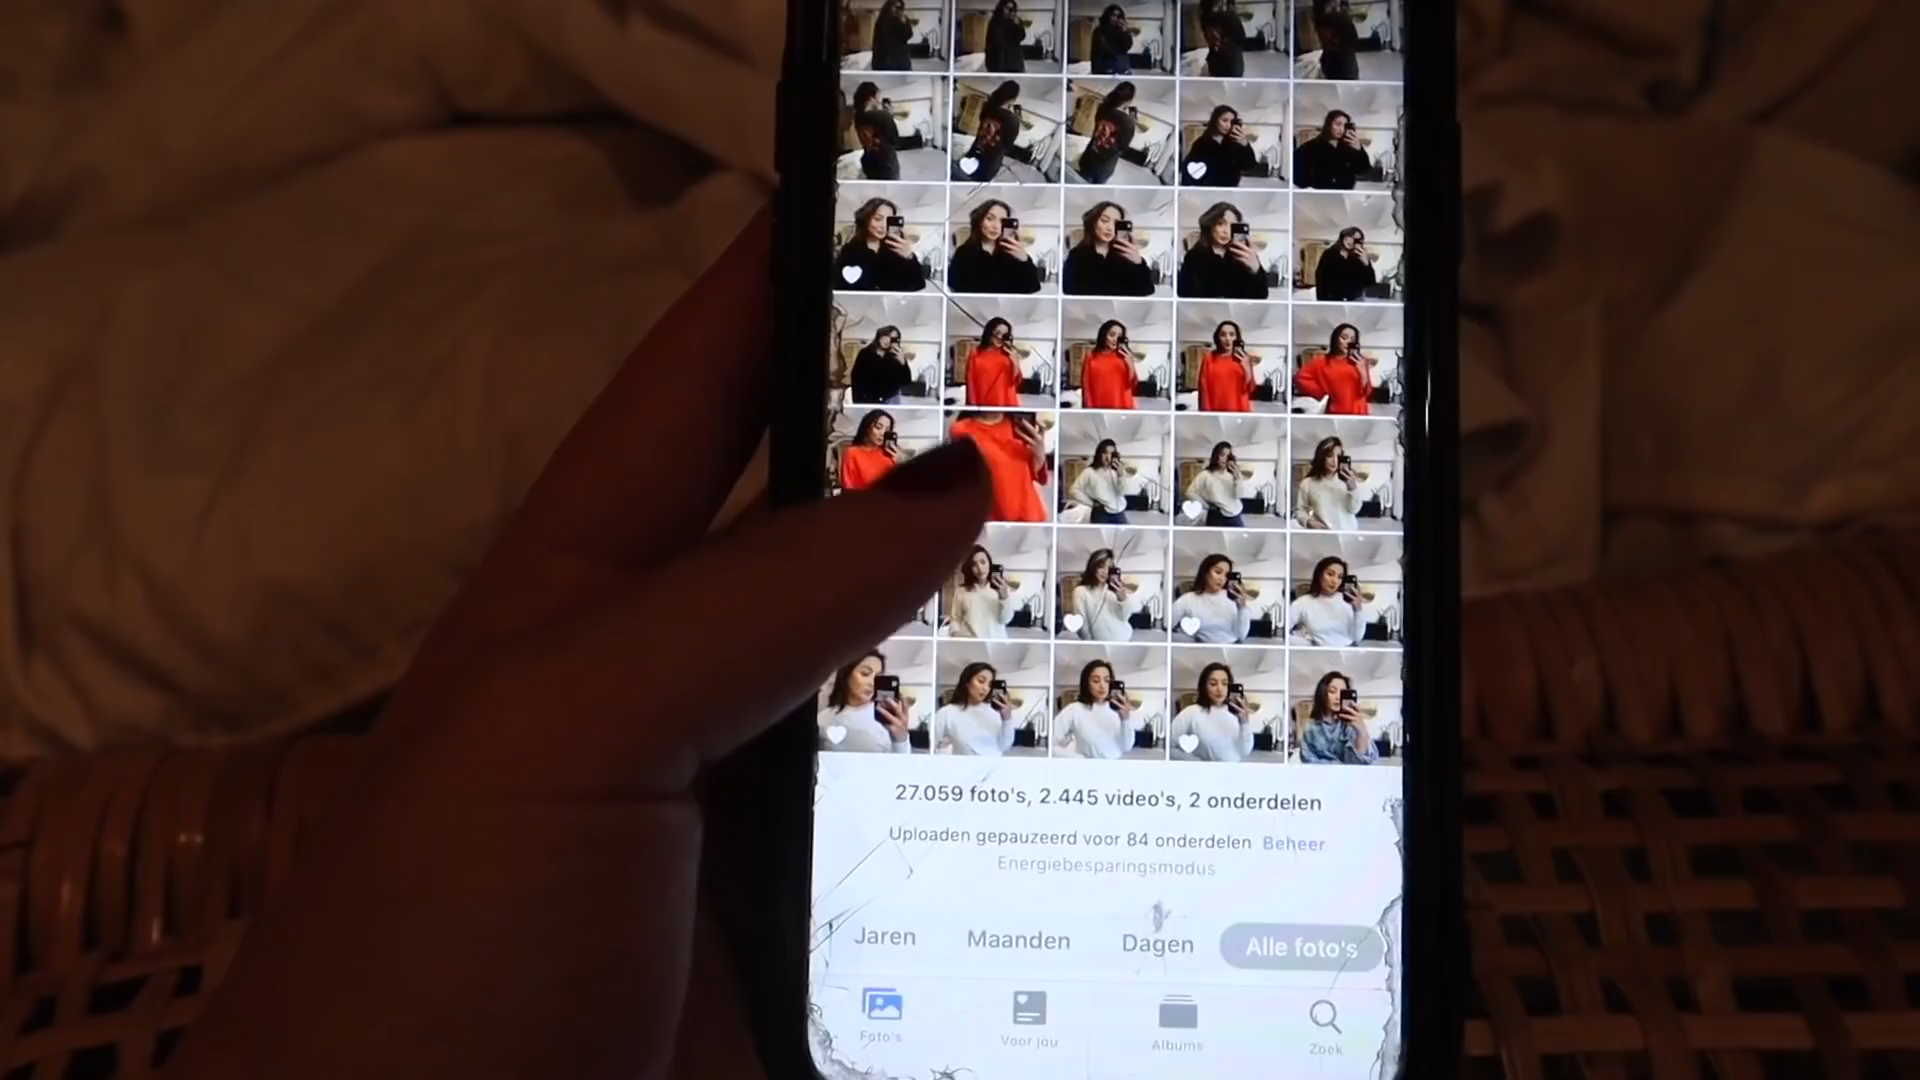 27.059 foto's, 2.445 video's, 2 onderdelen
Uploaden gepauzeerd voor 84 onderdelen Beheer
Energiebesparingsmodus
Jaren Maanden Dagen Alle foto's
Foto's Voor jou Albums Zoek